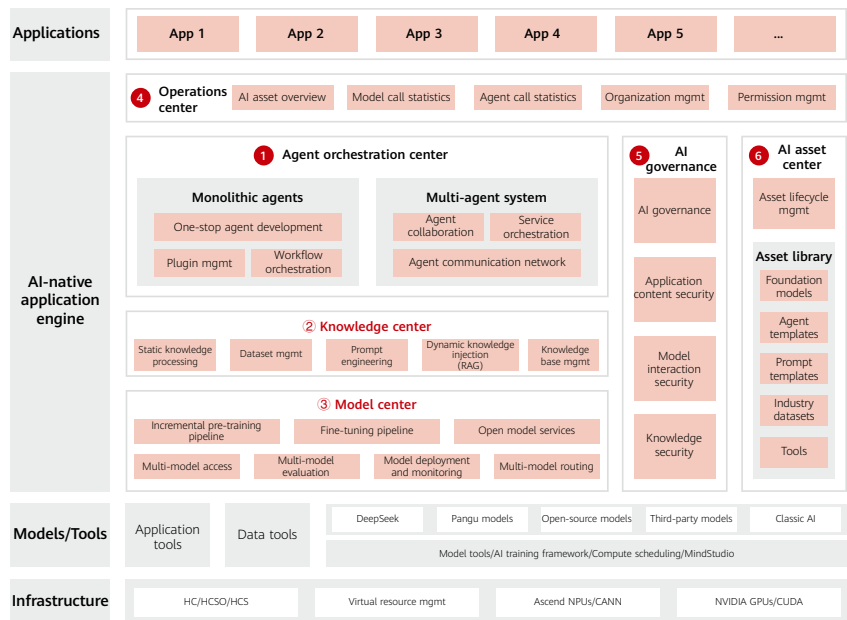 Applications
App 1
App 2
App 3
App 4
App 5
...
AI-native
application
engine
4
Operations
center
AI asset overview
Model call statistics
Agent call statistics
Organization mgmt
Permission mgmt
1
Agent orchestration center
Monolithic agents
One-stop agent development
Plugin mgmt
Workflow
orchestration
Multi-agent system
Agent
collaboration
Service
orchestration
Agent communication network
② Knowledge center
Static knowledge
processing
Dataset mgmt
Prompt
engineering
Dynamic knowledge
injection
(RAG)
Knowledge
base mgmt
③ Model center
Incremental pre-training
pipeline
Fine-tuning pipeline
Open model services
Multi-model access
Multi-model
evaluation
Model deployment
and monitoring
Multi-model routing
5
AI
governance
AI governance
Application
content security
Model
interaction
security
Knowledge
security
6
AI asset
center
Asset lifecycle
mgmt
Asset library
Foundation
models
Agent
templates
Prompt
templates
Industry
datasets
Tools
Models/Tools
Application
tools
Data tools
DeepSeek
Pangu models
Open-source models
Third-party models
Classic AI
Model tools/AI training framework/Compute scheduling/MindStudio
Infrastructure
HC/HCSO/HCS
Virtual resource mgmt
Ascend NPUs/CANN
NVIDIA GPUs/CUDA